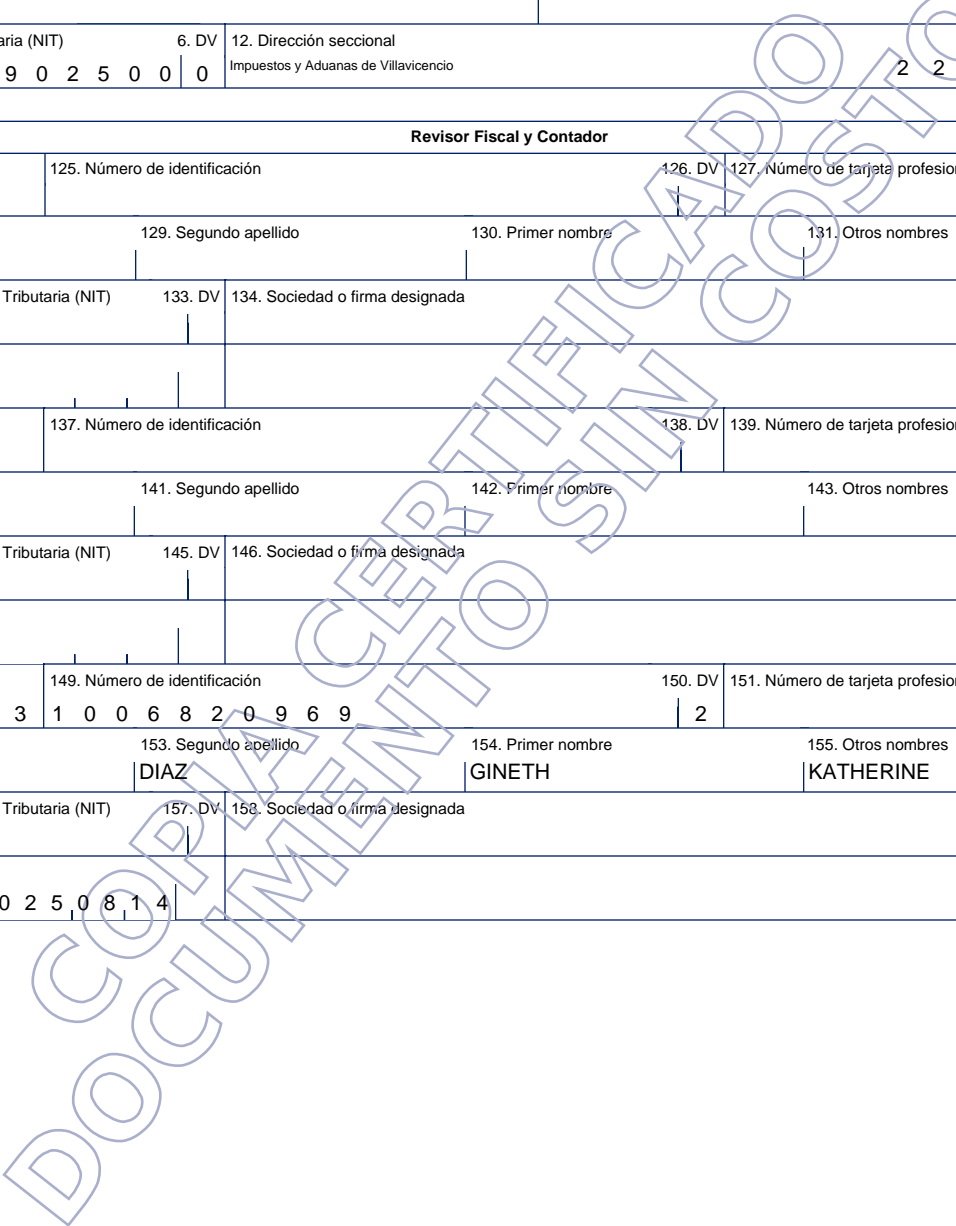 aria (NIT) 6. DV 12. Dirección seccional
9 0 2 5 0 0 0 Impuestos y Aduanas de Villavicencio 2 2
Revisor Fiscal y Contador
125. Número de identificación 126. DV 127. Número de tarjeta profesion
129. Segundo apellido 130. Primer nombre 131. Otros nombres
Tributaria (NIT) 133. DV 134. Sociedad o firma designada
137. Número de identificación 138. DV 139. Número de tarjeta profesion
141. Segundo apellido 142. Primer nombre 143. Otros nombres
Tributaria (NIT) 145. DV 146. Sociedad o firma designada
149. Número de identificación 150. DV 151. Número de tarjeta profesion
3 1 0 0 6 8 2 0 9 6 9 2
153. Segundo apellido 154. Primer nombre 155. Otros nombres
DIAZ GINETH KATHERINE
Tributaria (NIT) 157. DV 158. Sociedad o firma designada
0 2 5 0 8 1 4
COPIA CERTIFICADO
DOCUMENTO SIN COSTO